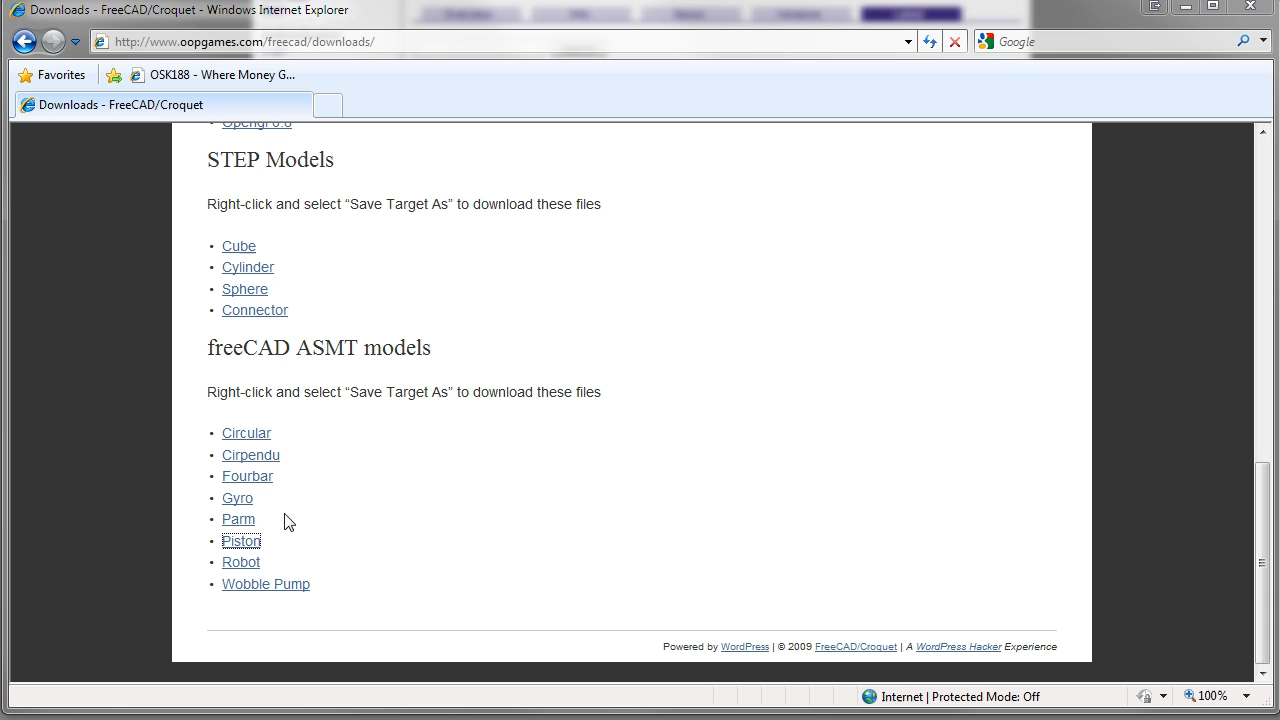 Downloads - FreeCAD/Croquet - Windows Internet Explorer
http://www.oopgames.com/freecad/downloads/
Google
Favorites
OSK188 - Where Money G...
Downloads - FreeCAD/Croquet
STEP Models
Right-click and select “Save Target As” to download these files
• Cube
• Cylinder
• Sphere
• Connector
freeCAD ASMT models
Right-click and select “Save Target As” to download these files
• Circular
• Cirpendu
• Fourbar
• Gyro
• Parm
• Piston
• Robot
• Wobble Pump
Powered by WordPress | © 2009 FreeCAD/Croquet | A WordPress Hacker Experience
Internet | Protected Mode: Off
100%